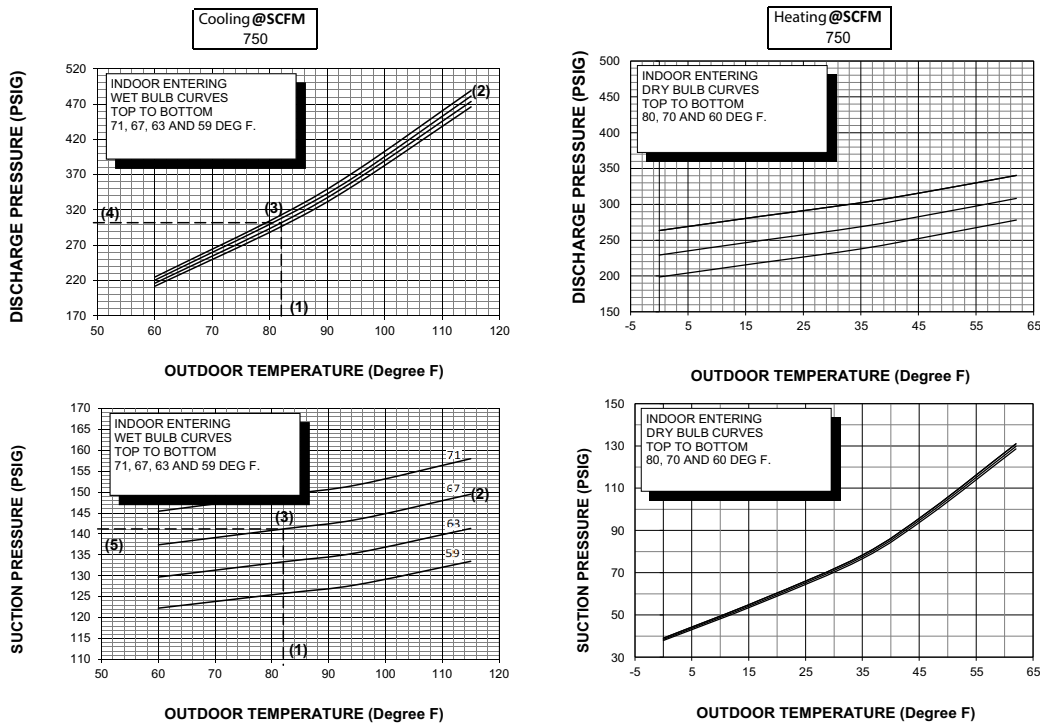 Cooling @SCFM
750
DISCHARGE PRESSURE (PSIG)
520
470
420
370
320
270
220
170
INDOOR ENTERING
WET BULB CURVES
TOP TO BOTTOM
71, 67, 63 AND 59 DEG F.
(2)
(3)
(4)
(1)
50 60 70 80 90 100 110 120
OUTDOOR TEMPERATURE (Degree F)
Heating @SCFM
750
DISCHARGE PRESSURE (PSIG)
500
450
400
350
300
250
200
150
INDOOR ENTERING
DRY BULB CURVES
TOP TO BOTTOM
80, 70 AND 60 DEG F.
-5 5 15 25 35 45 55 65
OUTDOOR TEMPERATURE (Degree F)
SUCTION PRESSURE (PSIG)
170
165
160
155
150
145
140
135
130
125
120
115
110
INDOOR ENTERING
WET BULB CURVES
TOP TO BOTTOM
71, 67, 63 AND 59 DEG F.
71
67
(2)
(3)
63
(5)
59
(1)
50 60 70 80 90 100 110 120
OUTDOOR TEMPERATURE (Degree F)
SUCTION PRESSURE (PSIG)
150
130
110
90
70
50
30
INDOOR ENTERING
DRY BULB CURVES
TOP TO BOTTOM
80, 70 AND 60 DEG F.
-5 5 15 25 35 45 55 65
OUTDOOR TEMPERATURE (Degree F)